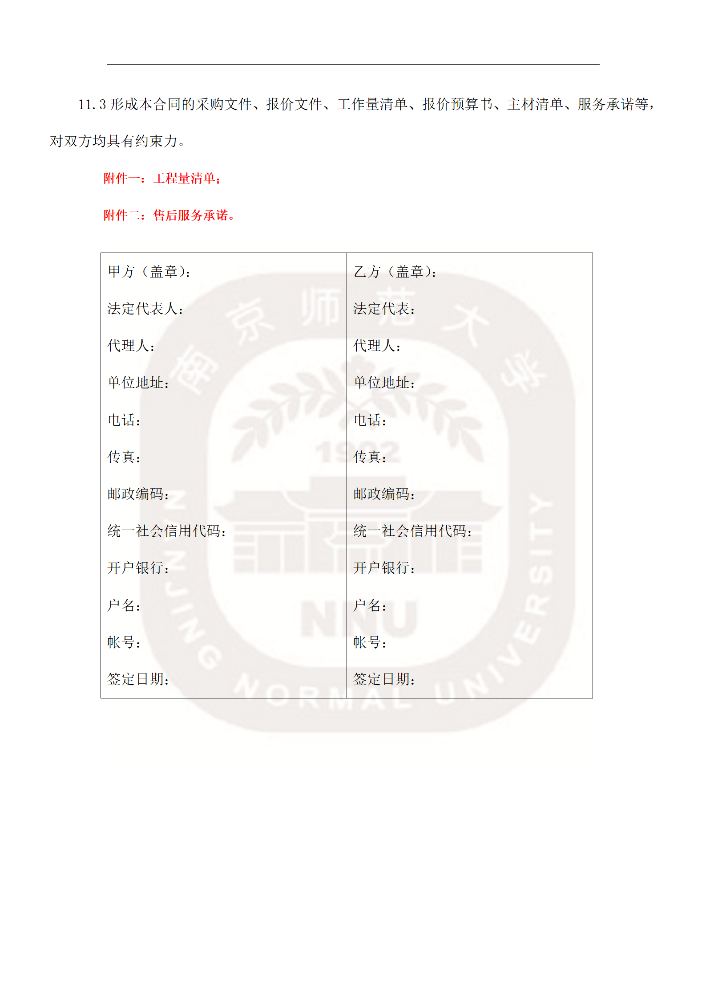 11.3 形成本合同的采购文件、报价文件、工作量清单、报价预算书、主材清单、服务承诺等，
对双方均具有约束力。
附件一：工程量清单；
附件二：售后服务承诺。
甲方（盖章）：
法定代表人：
代理人：
单位地址：
电话：
传真：
邮政编码：
统一社会信用代码：
开户银行：
户名：
帐号：
签定日期：
乙方（盖章）：
法定代表：
代理人：
单位地址：
电话：
传真：
邮政编码：
统一社会信用代码：
开户银行：
户名：
帐号：
签定日期：
南京师范大学
1902
NNU
NANJING NORMAL UNIVERSITY